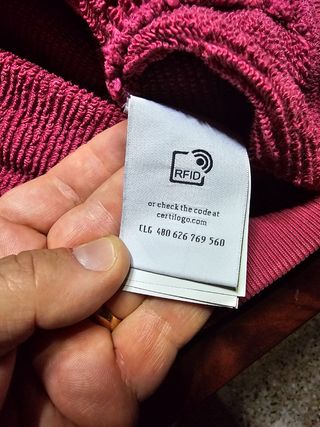 RFID
or check the code at
certilogo.com
CLG 480 626 769 560